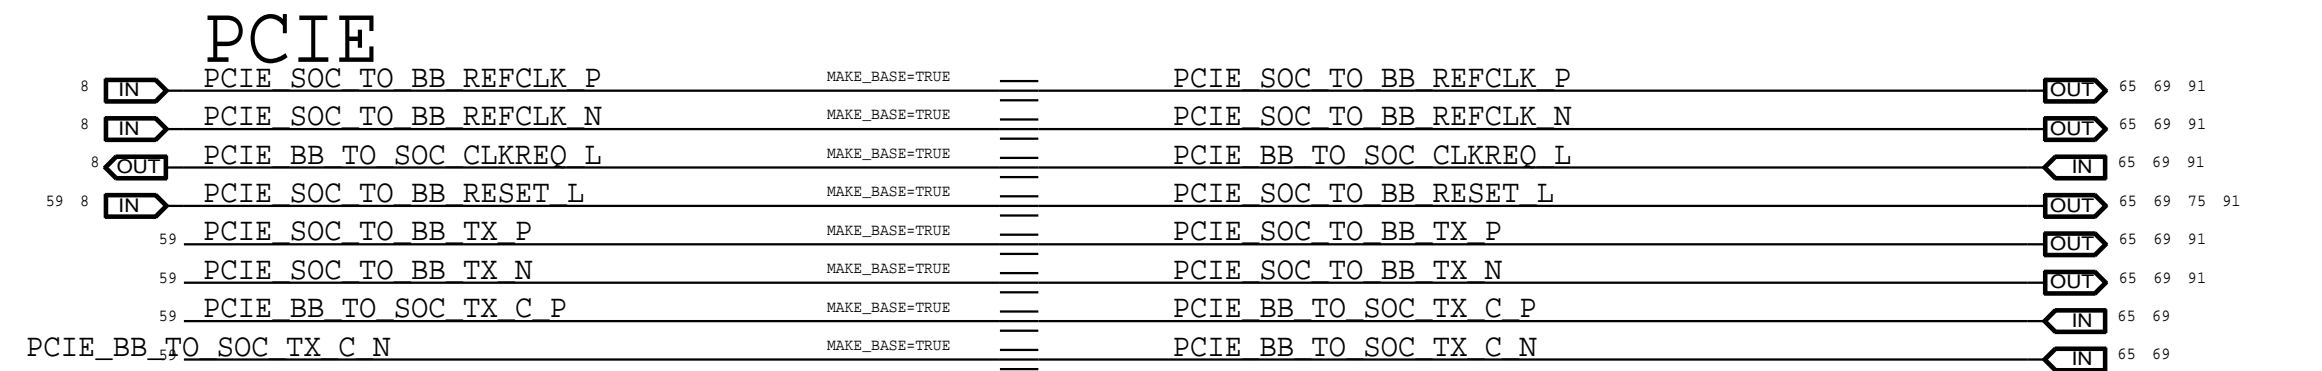 PCIE
8 IN PCIE_SOC_TO_BB_REFCLK_P MAKE_BASE=TRUE PCIE_SOC_TO_BB_REFCLK_P OUT 65 69 91
8 IN PCIE_SOC_TO_BB_REFCLK_N MAKE_BASE=TRUE PCIE_SOC_TO_BB_REFCLK_N OUT 65 69 91
8 OUT PCIE_BB_TO_SOC_CLKREQ_L MAKE_BASE=TRUE PCIE_BB_TO_SOC_CLKREQ_L IN 65 69 91
59 8 IN PCIE_SOC_TO_BB_RESET_L MAKE_BASE=TRUE PCIE_SOC_TO_BB_RESET_L OUT 65 69 75 91
59 PCIE_SOC_TO_BB_TX_P MAKE_BASE=TRUE PCIE_SOC_TO_BB_TX_P OUT 65 69 91
59 PCIE_SOC_TO_BB_TX_N MAKE_BASE=TRUE PCIE_SOC_TO_BB_TX_N OUT 65 69 91
59 PCIE_BB_TO_SOC_TX_C_P MAKE_BASE=TRUE PCIE_BB_TO_SOC_TX_C_P IN 65 69
59 PCIE_BB_TO_SOC_TX_C_N MAKE_BASE=TRUE PCIE_BB_TO_SOC_TX_C_N IN 65 69